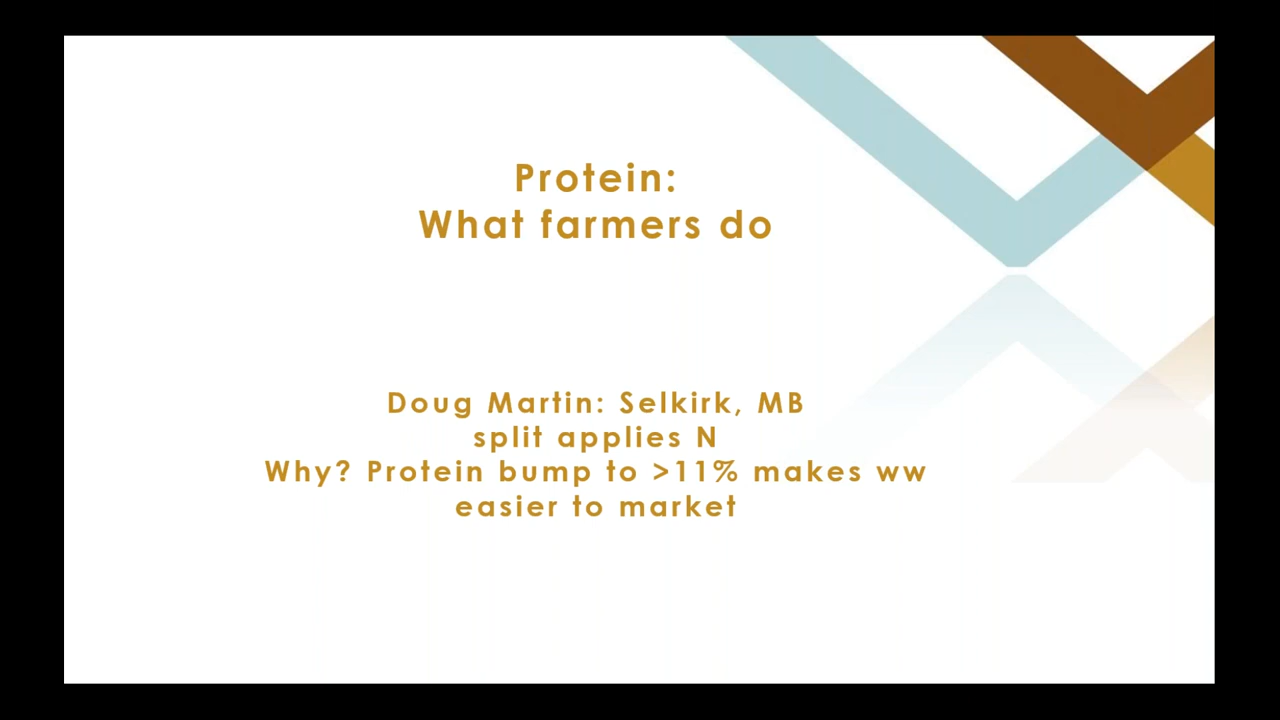 Protein:
What farmers do
Doug Martin: Selkirk, MB
split applies N
Why? Protein bump to >11% makes ww
easier to market